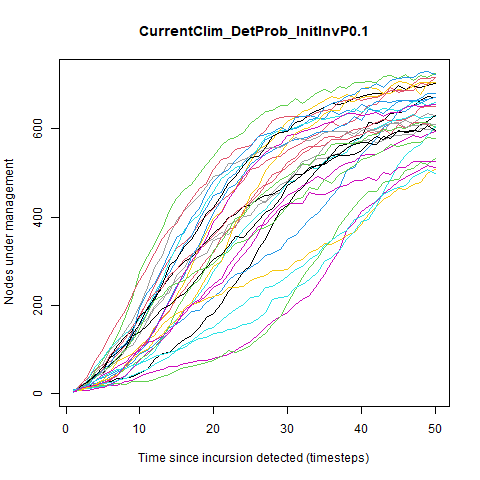 CurrentClim_DetProb_InitInvP0.1
Nodes under management
600
400
200
0
0 10 20 30 40 50
Time since incursion detected (timesteps)